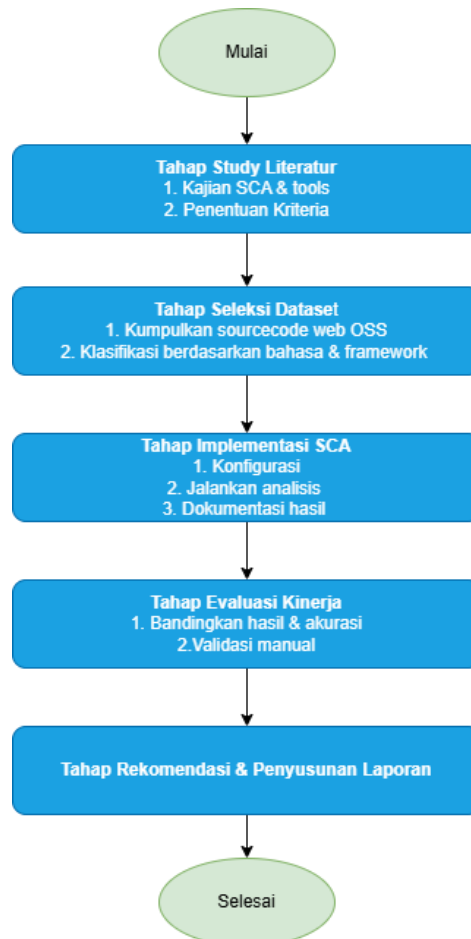 Mulai
Tahap Study Literatur
1. Kajian SCA & tools
2. Penentuan Kriteria
Tahap Seleksi Dataset
1. Kumpulkan sourcecode web OSS
2. Klasifikasi berdasarkan bahasa & framework
Tahap Implementasi SCA
1. Konfigurasi
2. Jalankan analisis
3. Dokumentasi hasil
Tahap Evaluasi Kinerja
1. Bandingkan hasil & akurasi
2.Validasi manual
Tahap Rekomendasi & Penyusunan Laporan
Selesai